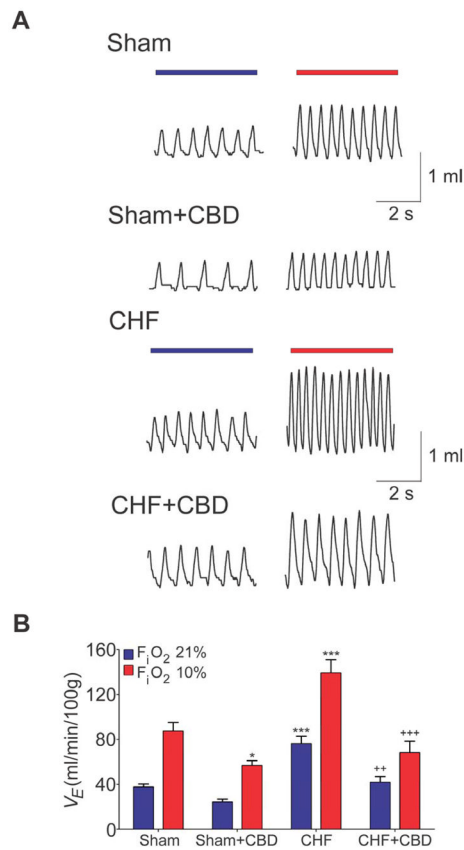 A
Sham
1 ml
2 s
Sham+CBD
CHF
1 ml
2 s
CHF+CBD
B
160
120
80
40
0
V_E (ml/min/100g)
F_iO_2 21%
F_iO_2 10%
*
***
***
++
+++
Sham Sham+CBD CHF CHF+CBD